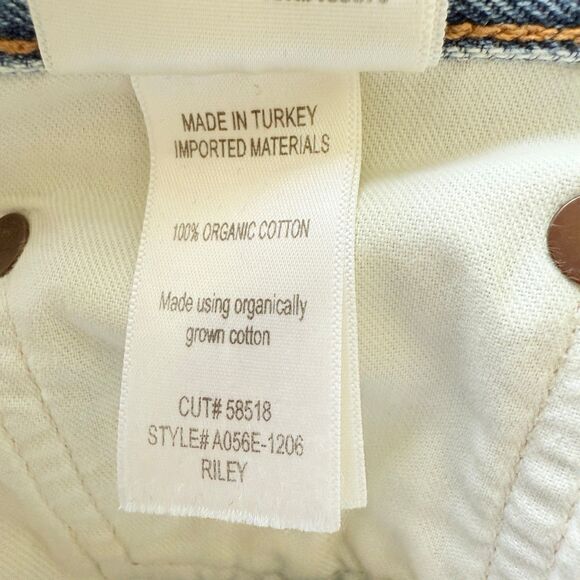 MADE IN TURKEY
IMPORTED MATERIALS
100% ORGANIC COTTON
Made using organically
grown cotton
CUT# 58518
STYLE# A056E-1206
RILEY